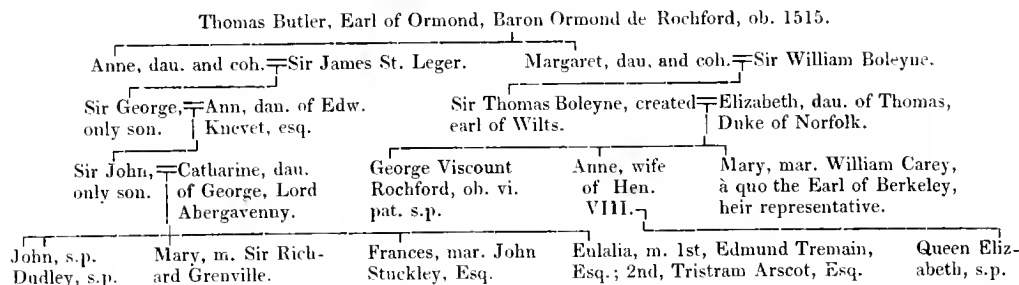 Thomas Butler, Earl of Ormond, Baron Ormond de Rochford, ob. 1515.
Anne, dau. and coh.=Sir James St. Leger. Margaret, dau. and coh.=Sir William Boleyne.
Sir George,=Ann, dau. of Edw. Sir Thomas Boleyne, created=Elizabeth, dau. of Thomas,
only son. Knevet, esq. earl of Wilts. Duke of Norfolk.
Sir John,=Catharine, dau. George Viscount Anne, wife Mary, mar. William Carey,
only son. of George, Lord Rochford, ob. vi. of Hen. à quo the Earl of Berkeley,
Abergavenny. pat. s.p. VIII. heir representative.
John, s.p. Mary, m. Sir Rich- Frances, mar. John Eulalia, m. 1st, Edmund Tremain, Queen Eliz-
Dudley, s.p. ard Grenville. Stuckley, Esq. Esq.; 2nd, Tristram Arscot, Esq. abeth, s.p.